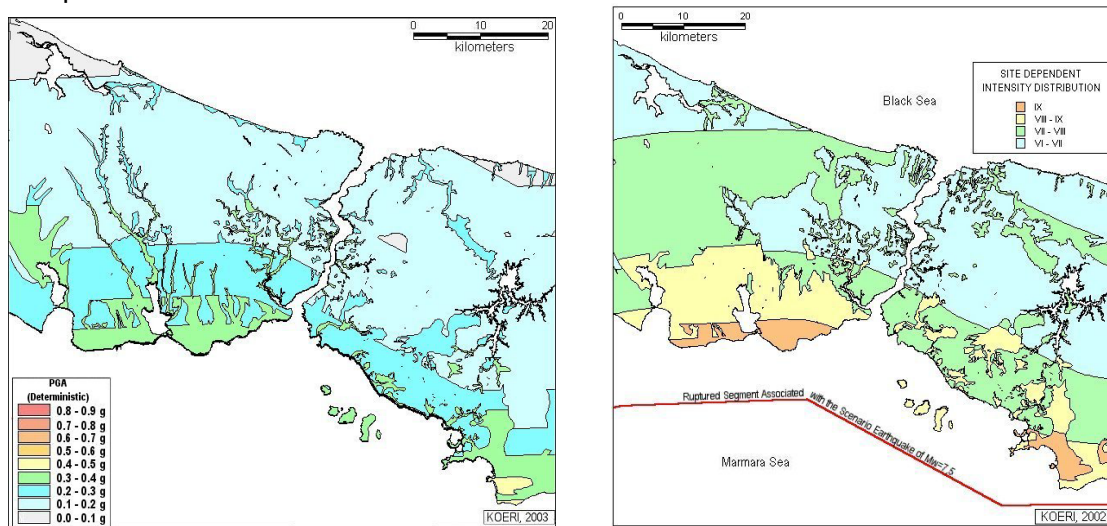 0 10 20
kilometers
PGA
(Deterministic)
0.8 - 0.9 g
0.7 - 0.8 g
0.6 - 0.7 g
0.5 - 0.6 g
0.4 - 0.5 g
0.3 - 0.4 g
0.2 - 0.3 g
0.1 - 0.2 g
0.0 - 0.1 g
KOERI, 2003
0 10 20
kilometers
SITE DEPENDENT
INTENSITY DISTRIBUTION
IX
VIII - IX
VII - VIII
VI - VII
Black Sea
Ruptured Segment Associated with the Scenario Earthquake of Mw=7.5
Marmara Sea
KOERI, 2002